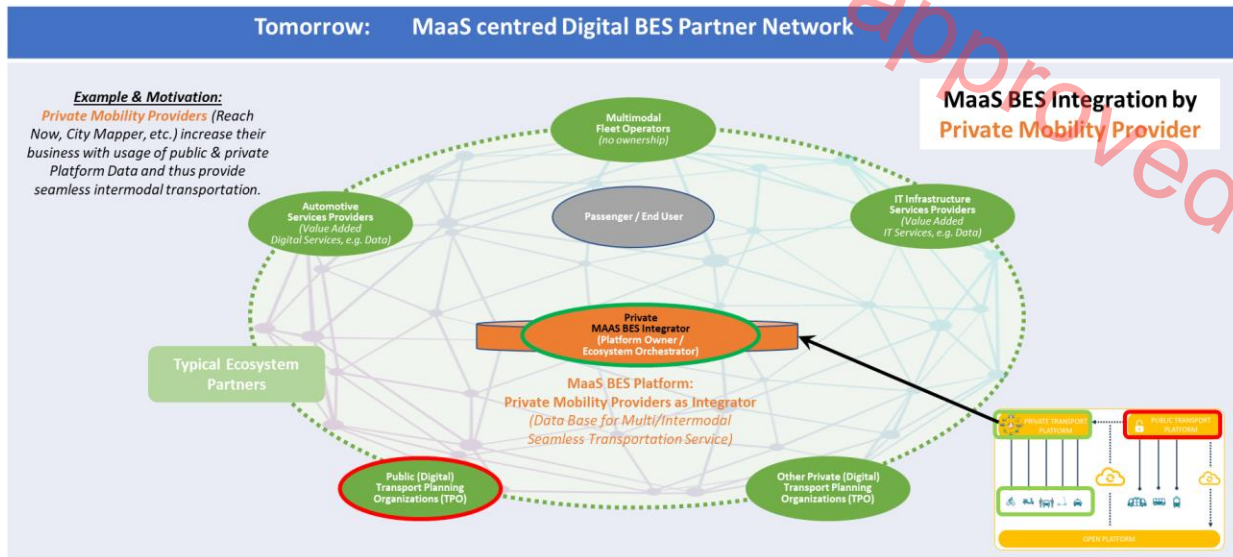 Tomorrow: MaaS centred Digital BES Partner Network
approved
Example & Motivation:
Private Mobility Providers (Reach
Now, City Mapper, etc.) increase their
business with usage of public & private
Platform Data and thus provide
seamless intermodal transportation.
MaaS BES Integration by
Private Mobility Provider
Multimodal
Fleet Operators
(no ownership)
Automotive
Services Providers
(Value Added
Digital Services, e.g. Data)
Passenger / End User
IT Infrastructure
Services Providers
(Value Added
IT Services, e.g. Data)
Private
MAAS BES Integrator
(Platform Owner /
Ecosystem Orchestrator)
Typical Ecosystem
Partners
MaaS BES Platform:
Private Mobility Providers as Integrator
(Data Base for Multi/Intermodal
Seamless Transportation Service)
Public (Digital)
Transport Planning
Organizations (TPO)
Other Private (Digital)
Transport Planning
Organizations (TPO)
PRIVATE TRANSPORT
PLATFORM
PUBLIC TRANSPORT
PLATFORM
OPEN PLATFORM